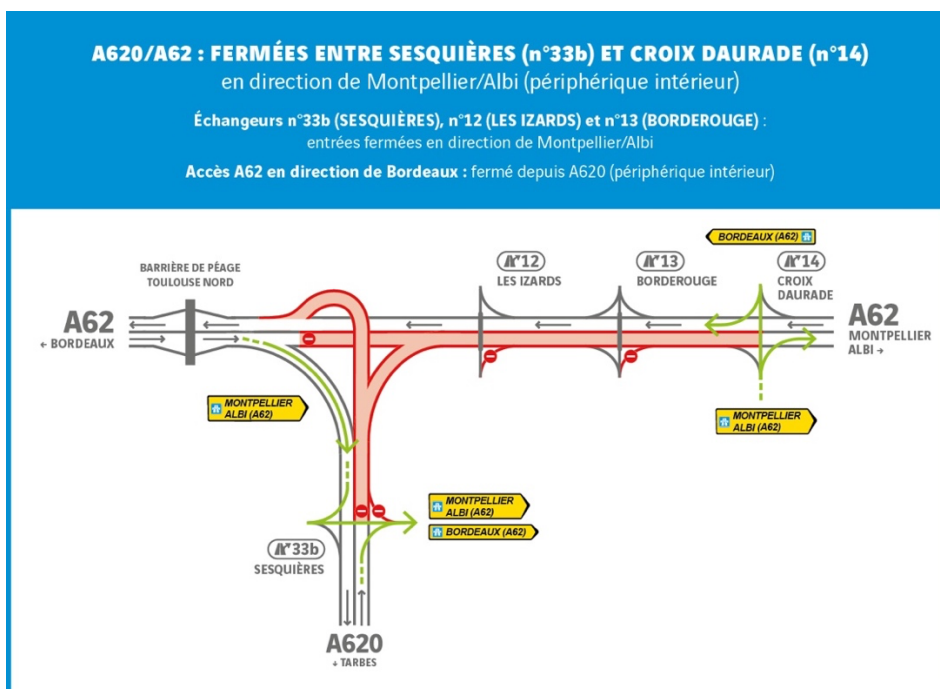 A620/A62 : FERMÉES ENTRE SESQUIÈRES (n°33b) ET CROIX DAURADE (n°14)
en direction de Montpellier/Albi (périphérique intérieur)
Échangeurs n°33b (SESQUIÈRES), n°12 (LES IZARDS) et n°13 (BORDEROUGE) :
entrées fermées en direction de Montpellier/Albi
Accès A62 en direction de Bordeaux : fermé depuis A620 (périphérique intérieur)
BORDEAUX (A62)
BARRIÈRE DE PÉAGE
TOULOUSE NORD
12
LES IZARDS
13
BORDEROUGE
14
CROIX
DAURADE
A62
← BORDEAUX
A62
MONTPELLIER
ALBI →
MONTPELLIER
ALBI (A62)
MONTPELLIER
ALBI (A62)
MONTPELLIER
ALBI (A62)
BORDEAUX (A62)
33b
SESQUIÈRES
A620
↓ TARBES